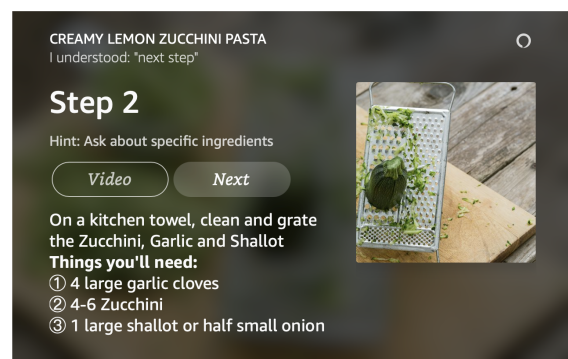 CREAMY LEMON ZUCCHINI PASTA
I understood: "next step"
Step 2
Hint: Ask about specific ingredients
Video
Next
On a kitchen towel, clean and grate
the Zucchini, Garlic and Shallot
Things you'll need:
① 4 large garlic cloves
② 4-6 Zucchini
③ 1 large shallot or half small onion